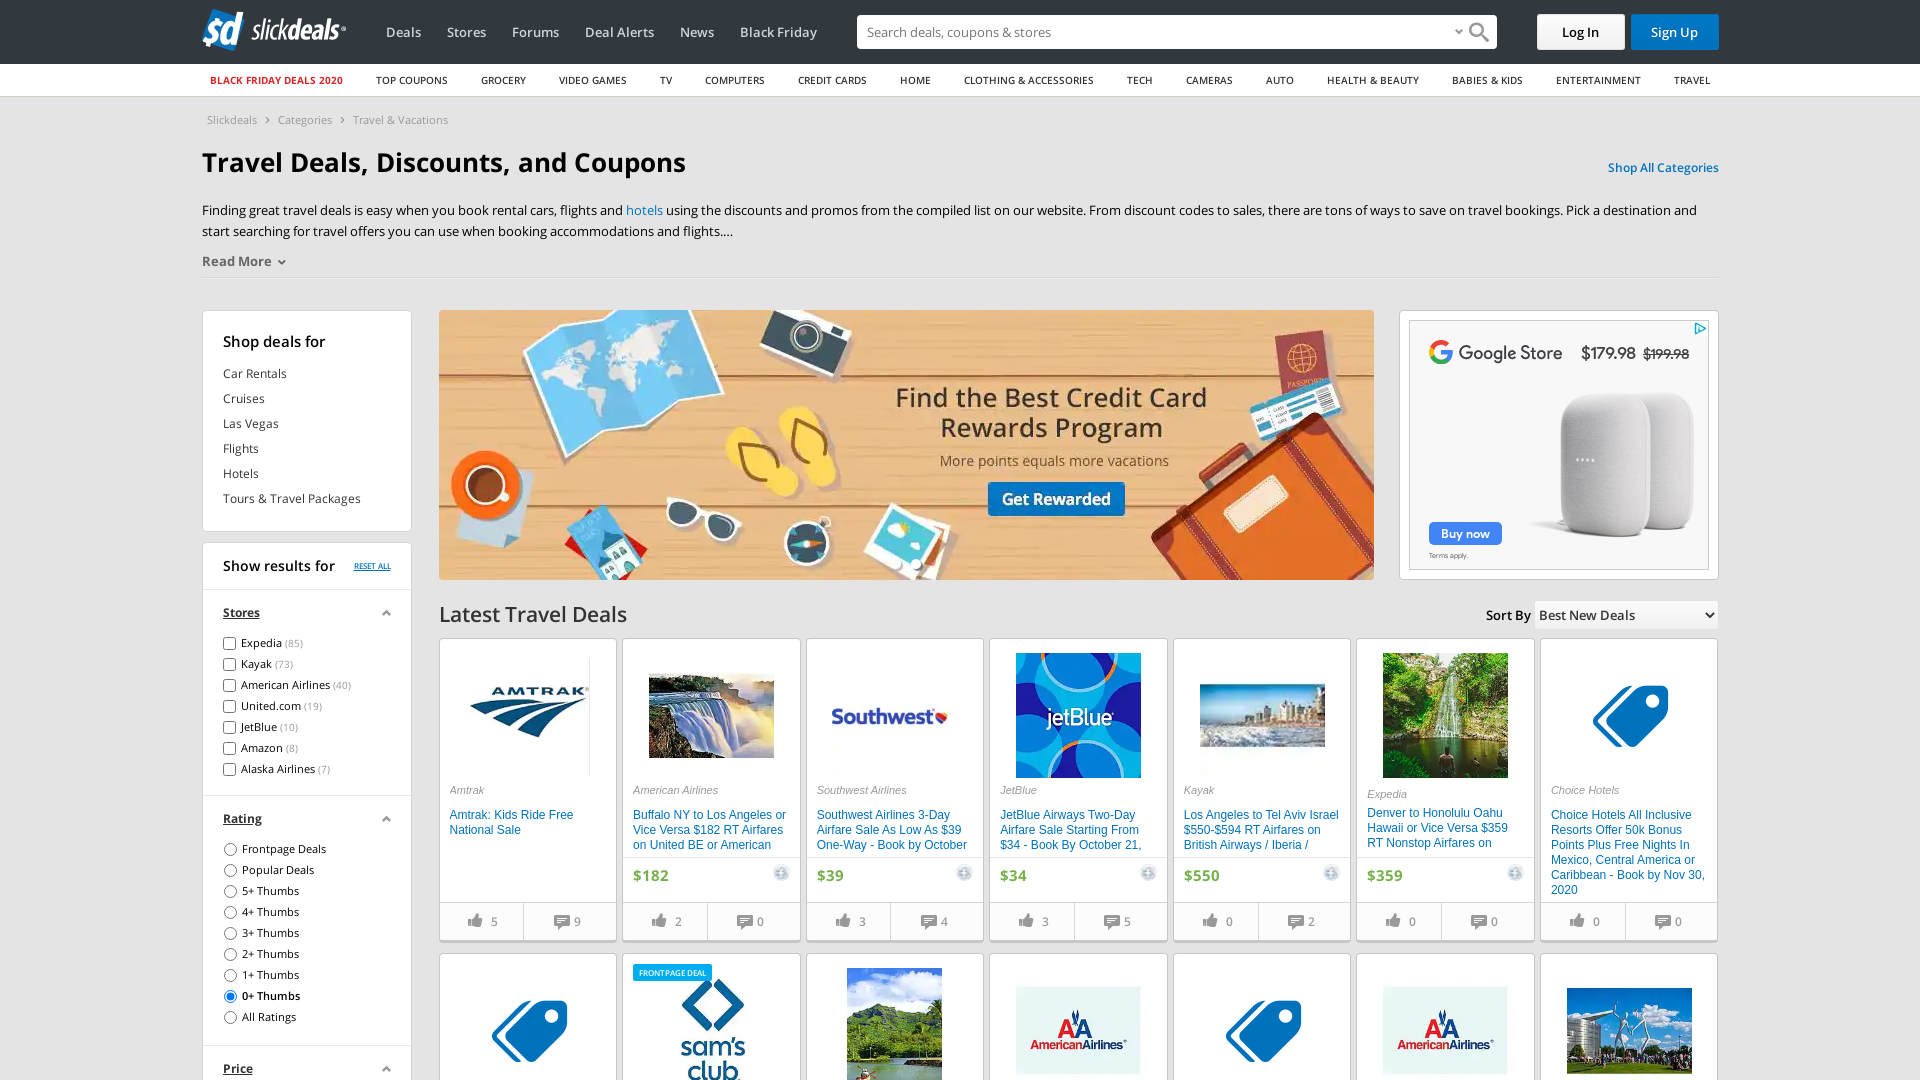 sd slickdeals
Deals
Stores
Forums
Deal Alerts
News
Black Friday
Search deals, coupons & stores
Log In
Sign Up
BLACK FRIDAY DEALS 2020
TOP COUPONS
GROCERY
VIDEO GAMES
TV
COMPUTERS
CREDIT CARDS
HOME
CLOTHING & ACCESSORIES
TECH
CAMERAS
AUTO
HEALTH & BEAUTY
BABIES & KIDS
ENTERTAINMENT
TRAVEL
Slickdeals > Categories > Travel & Vacations
Travel Deals, Discounts, and Coupons
Shop All Categories
Finding great travel deals is easy when you book rental cars, flights and hotels using the discounts and promos from the compiled list on our website. From discount codes to sales, there are tons of ways to save on travel bookings. Pick a destination and
start searching for travel offers you can use when booking accommodations and flights....
Read More
Shop deals for
Car Rentals
Cruises
Las Vegas
Flights
Hotels
Tours & Travel Packages
Show results for
RESET ALL
Stores
Expedia (85)
Kayak (73)
American Airlines (40)
United.com (19)
JetBlue (10)
Amazon (8)
Alaska Airlines (7)
Rating
Frontpage Deals
Popular Deals
5+ Thumbs
4+ Thumbs
3+ Thumbs
2+ Thumbs
1+ Thumbs
0+ Thumbs
All Ratings
Price
PASSPORT
Find the Best Credit Card
Rewards Program
More points equals more vacations
Get Rewarded
Google Store
$179.98 $199.98
Buy now
Terms apply.
Latest Travel Deals
Sort By
Best New Deals
AMTRAK
Amtrak
Amtrak: Kids Ride Free
National Sale
5
9
American Airlines
Buffalo NY to Los Angeles or
Vice Versa $182 RT Airfares
on United BE or American
$182
2
0
Southwest
Southwest Airlines
Southwest Airlines 3-Day
Airfare Sale As Low As $39
One-Way - Book by October
$39
3
4
jetBlue
JetBlue
JetBlue Airways Two-Day
Airfare Sale Starting From
$34 - Book By October 21,
$34
3
5
Kayak
Los Angeles to Tel Aviv Israel
$550-$594 RT Airfares on
British Airways / Iberia /
$550
0
2
Expedia
Denver to Honolulu Oahu
Hawaii or Vice Versa $359
RT Nonstop Airfares on
$359
0
0
Choice Hotels
Choice Hotels All Inclusive
Resorts Offer 50k Bonus
Points Plus Free Nights In
Mexico, Central America or
Caribbean - Book by Nov 30,
2020
0
0
FRONTPAGE DEAL
sam's
club
AA
AmericanAirlines
AA
AmericanAirlines